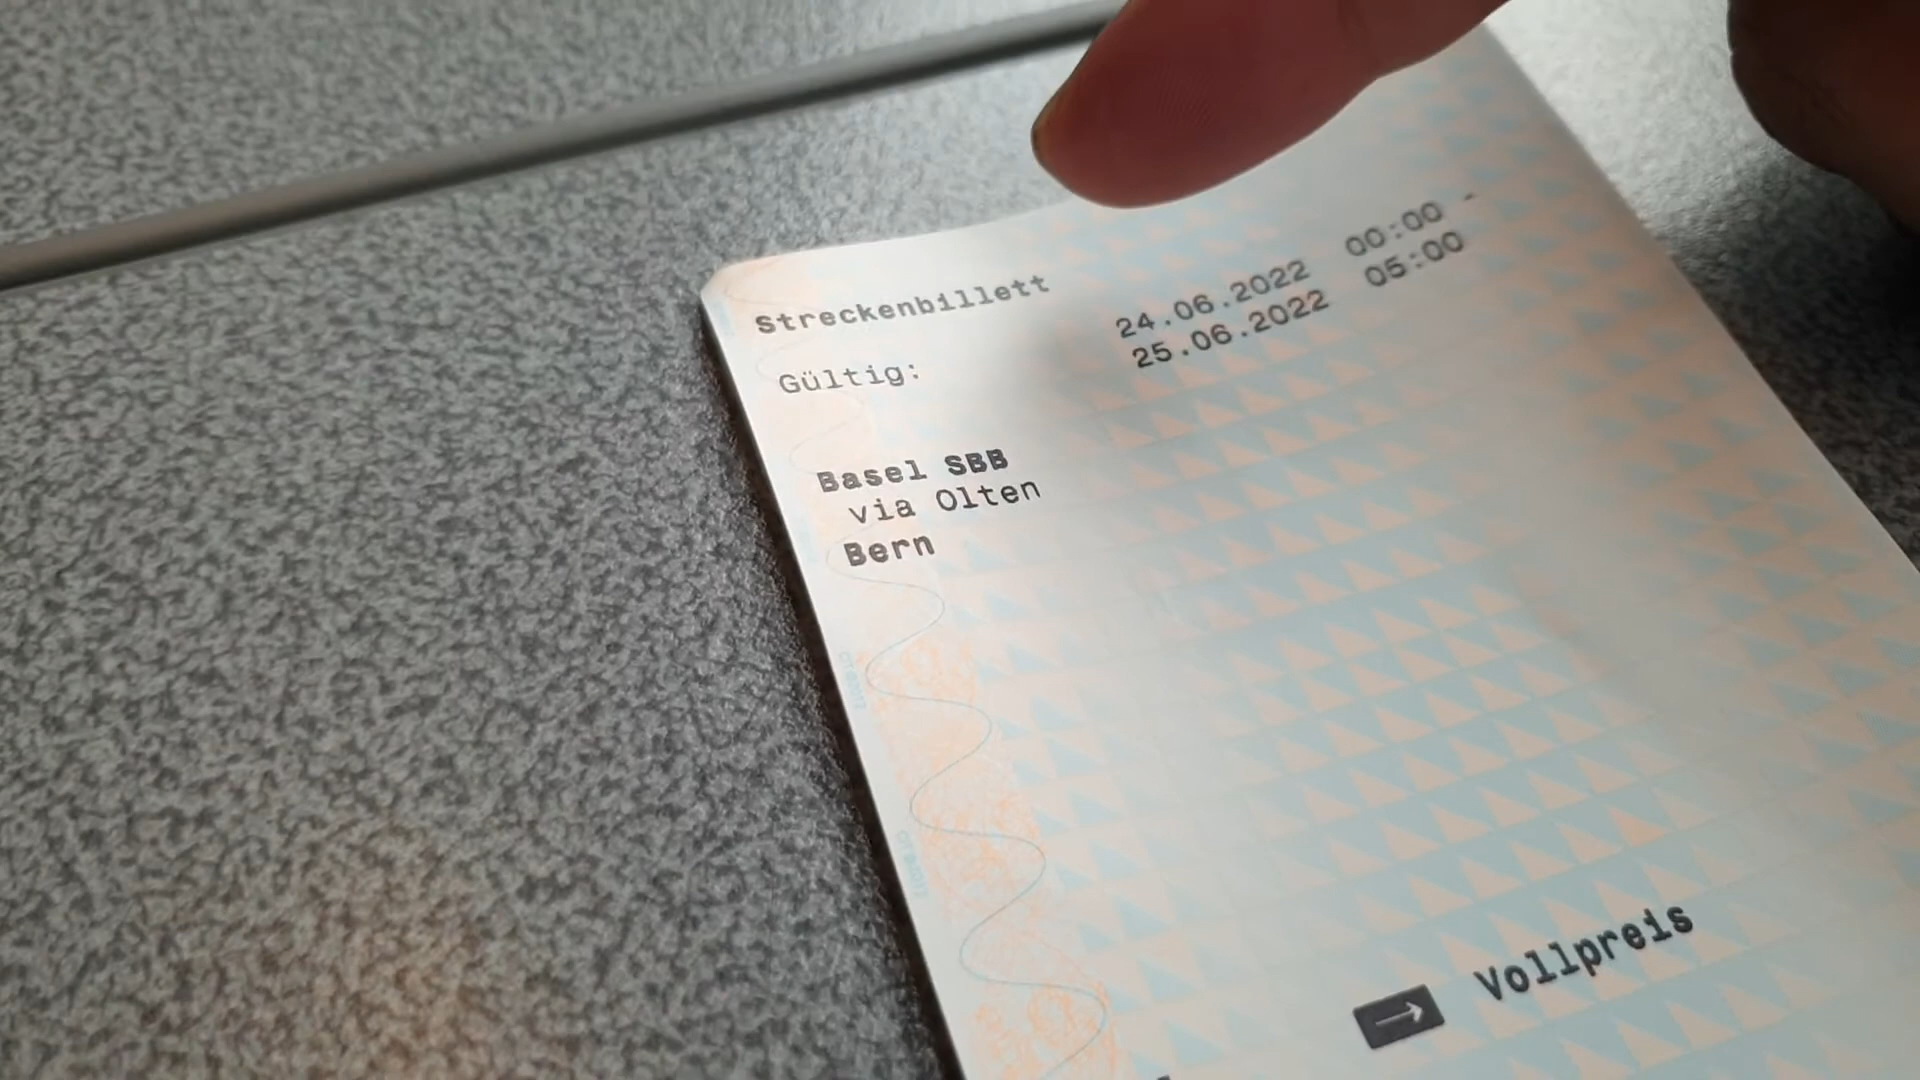 Streckenbillett
Gültig: 24.06.2022 00:00 -
25.06.2022 05:00
Basel SBB
via Olten
Bern
Vollpreis